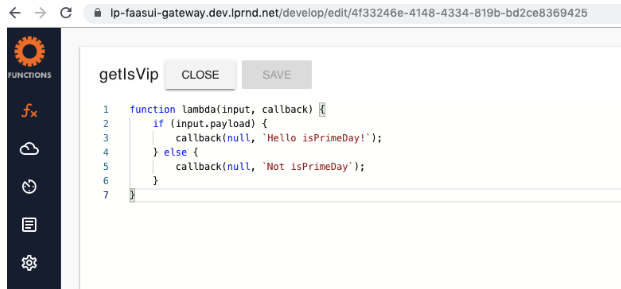 lp-faasui-gateway.dev.lprnd.net/develop/edit/4f33246e-4148-4334-819b-bd2ce8369425
FUNCTIONS
getIsVip CLOSE SAVE
fx
1 function lambda(input, callback) {
2 if (input.payload) {
3 callback(null, `Hello isPrimeDay!`);
4 } else {
5 callback(null, `Not isPrimeDay`);
6 }
7 }